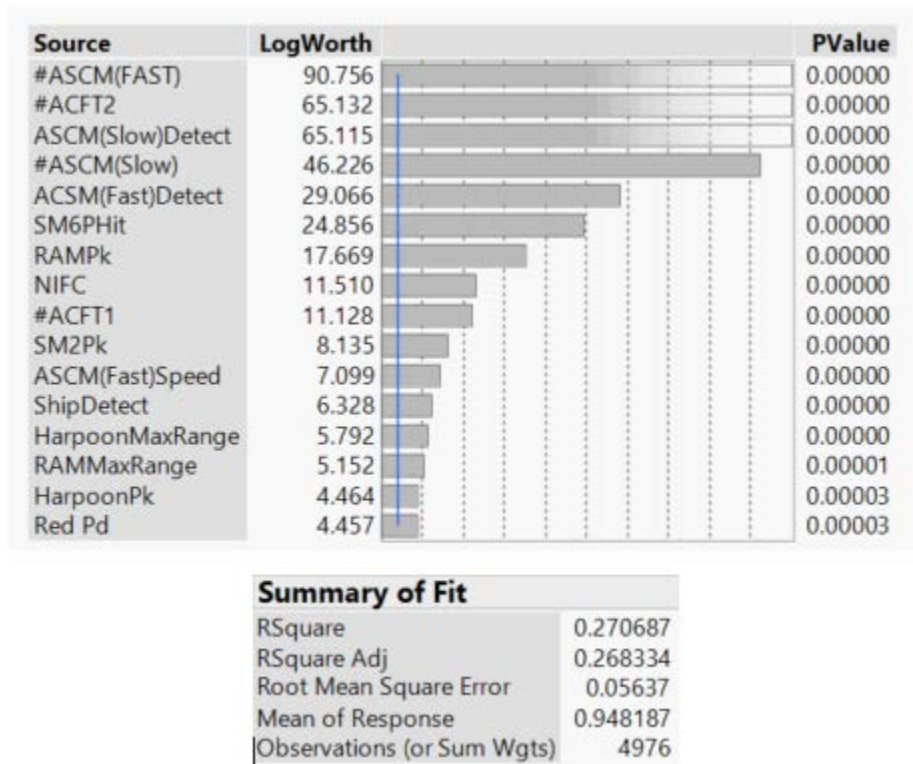 Source LogWorth PValue
#ASCM(FAST) 90.756 0.00000
#ACFT2 65.132 0.00000
ASCM(Slow)Detect 65.115 0.00000
#ASCM(Slow) 46.226 0.00000
ACSM(Fast)Detect 29.066 0.00000
SM6PHit 24.856 0.00000
RAMPk 17.669 0.00000
NIFC 11.510 0.00000
#ACFT1 11.128 0.00000
SM2Pk 8.135 0.00000
ASCM(Fast)Speed 7.099 0.00000
ShipDetect 6.328 0.00000
HarpoonMaxRange 5.792 0.00000
RAMMaxRange 5.152 0.00001
HarpoonPk 4.464 0.00003
Red Pd 4.457 0.00003
Summary of Fit
RSquare 0.270687
RSquare Adj 0.268334
Root Mean Square Error 0.05637
Mean of Response 0.948187
Observations (or Sum Wgts) 4976